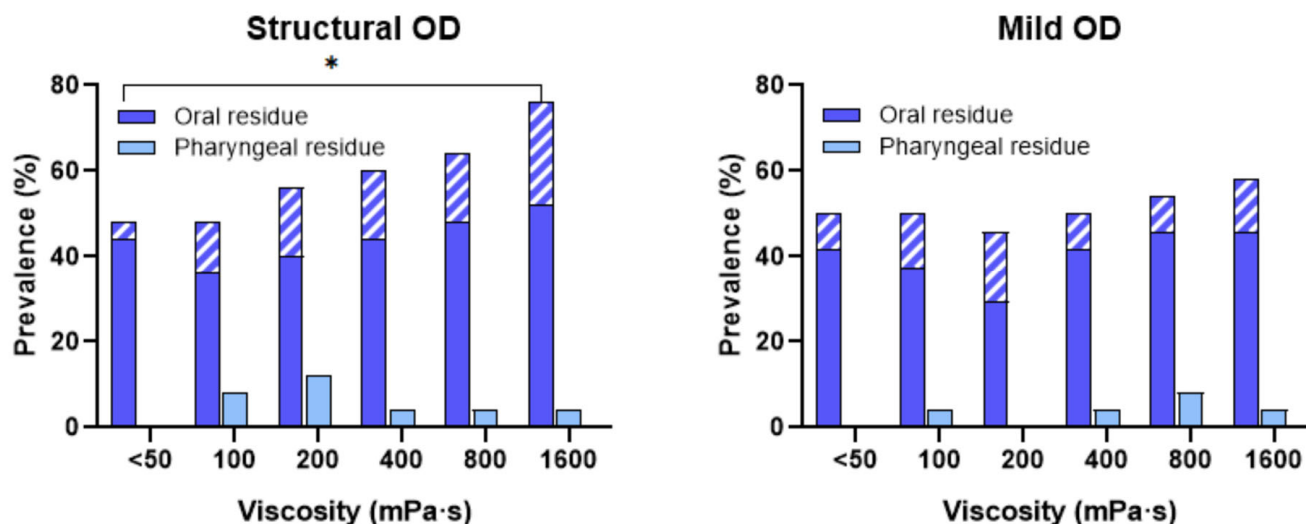 Structural OD
*
80
Oral residue
Pharyngeal residue
60
40
20
0
Prevalence (%)
<50 100 200 400 800 1600
Viscosity (mPa·s)
Mild OD
80
Oral residue
Pharyngeal residue
60
40
20
0
Prevalence (%)
<50 100 200 400 800 1600
Viscosity (mPa·s)